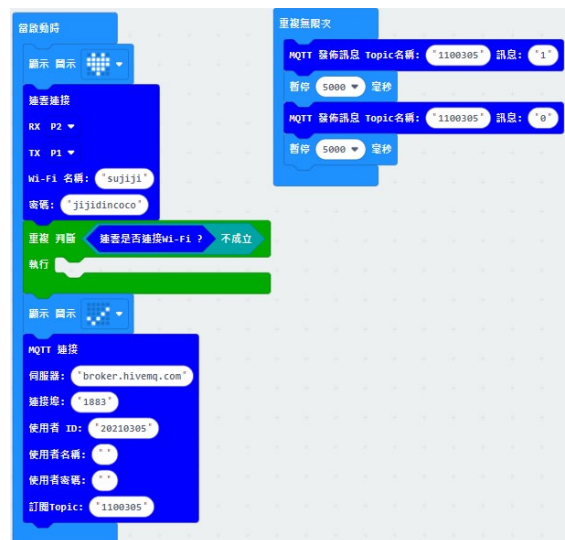 當啟動時
顯示 圖示
連雲連接
RX P2
TX P1
Wi-Fi 名稱: "sujiji"
密碼: "jijidincoco"
重複 判斷 連雲是否連接Wi-Fi ? 不成立
執行
顯示 圖示
MQTT 連接
伺服器: "broker.hivemq.com"
連接埠: "1883"
使用者 ID: "20210305"
使用者名稱: " "
使用者密碼: " "
訂閱Topic: "1100305"
重複無限次
MQTT 發佈訊息 Topic名稱: "1100305" 訊息: "1"
暫停 5000 毫秒
MQTT 發佈訊息 Topic名稱: "1100305" 訊息: "0"
暫停 5000 毫秒